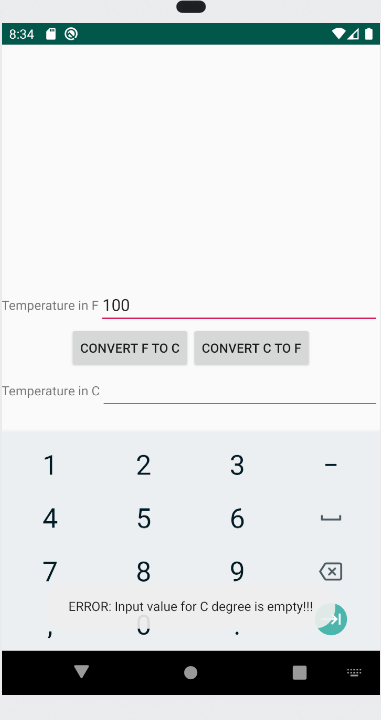 8:34
Temperature in F 100
CONVERT F TO C CONVERT C TO F
Temperature in C
1 2 3 -
4 5 6
7 8 9
ERROR: Input value for C degree is empty!!!
, 0 .